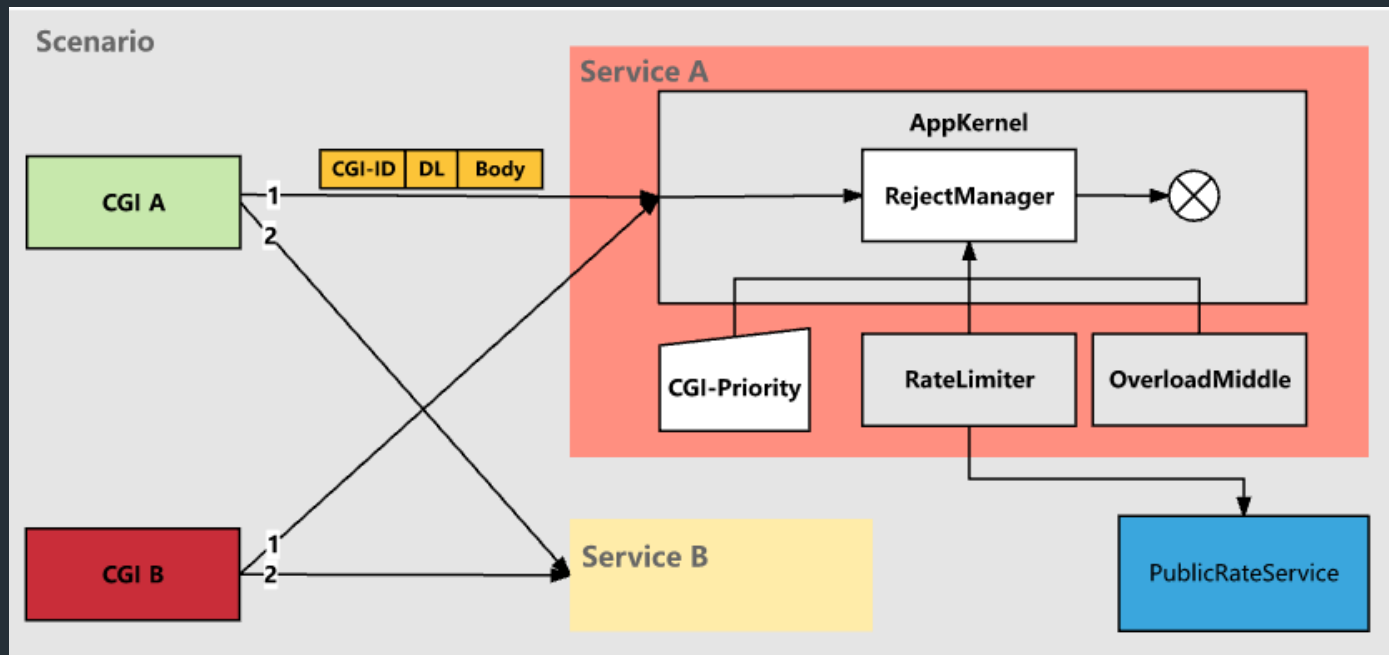 Scenario
Service A
AppKernel
CGI-ID DL Body
CGI A
1
2
RejectManager
CGI-Priority
RateLimiter
OverloadMiddle
CGI B
1
2
Service B
PublicRateService